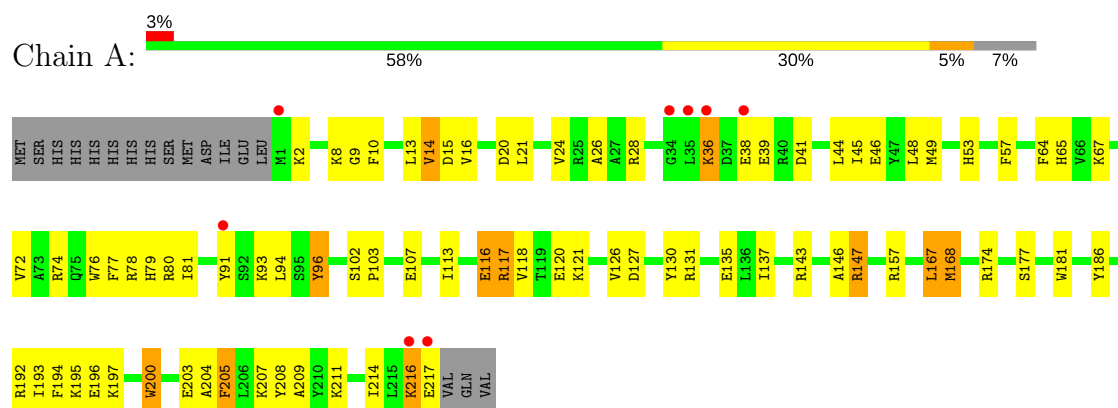 3%
Chain A:
58% 30% 5% 7%
MET SER HIS HIS HIS HIS HIS HIS SER MET ASP ILE GLU LEU M1 K2 K8 G9 F10 L13 V14 D15 V16 D20 L21 V24 R25 A26 A27 R28 G34 L35 K36 D37 E38 E39 R40 D41 L44 I45 E46 Y47 L48 M49 H53 F57 F64 H65 V66 K67
V72 A73 R74 Q75 W76 F77 R78 H79 R80 I81 Y91 S92 K93 L94 S95 Y96 S102 P103 E107 I113 E116 R117 V118 T119 E120 K121 V126 D127 Y130 R131 E135 L136 I137 R143 A146 R147 R157 L167 M168 R174 S177 W181 Y186
R192 I193 F194 K195 E196 K197 W200 E203 A204 F205 L206 K207 Y208 A209 Y210 K211 I214 L215 K216 E217 VAL GLN VAL